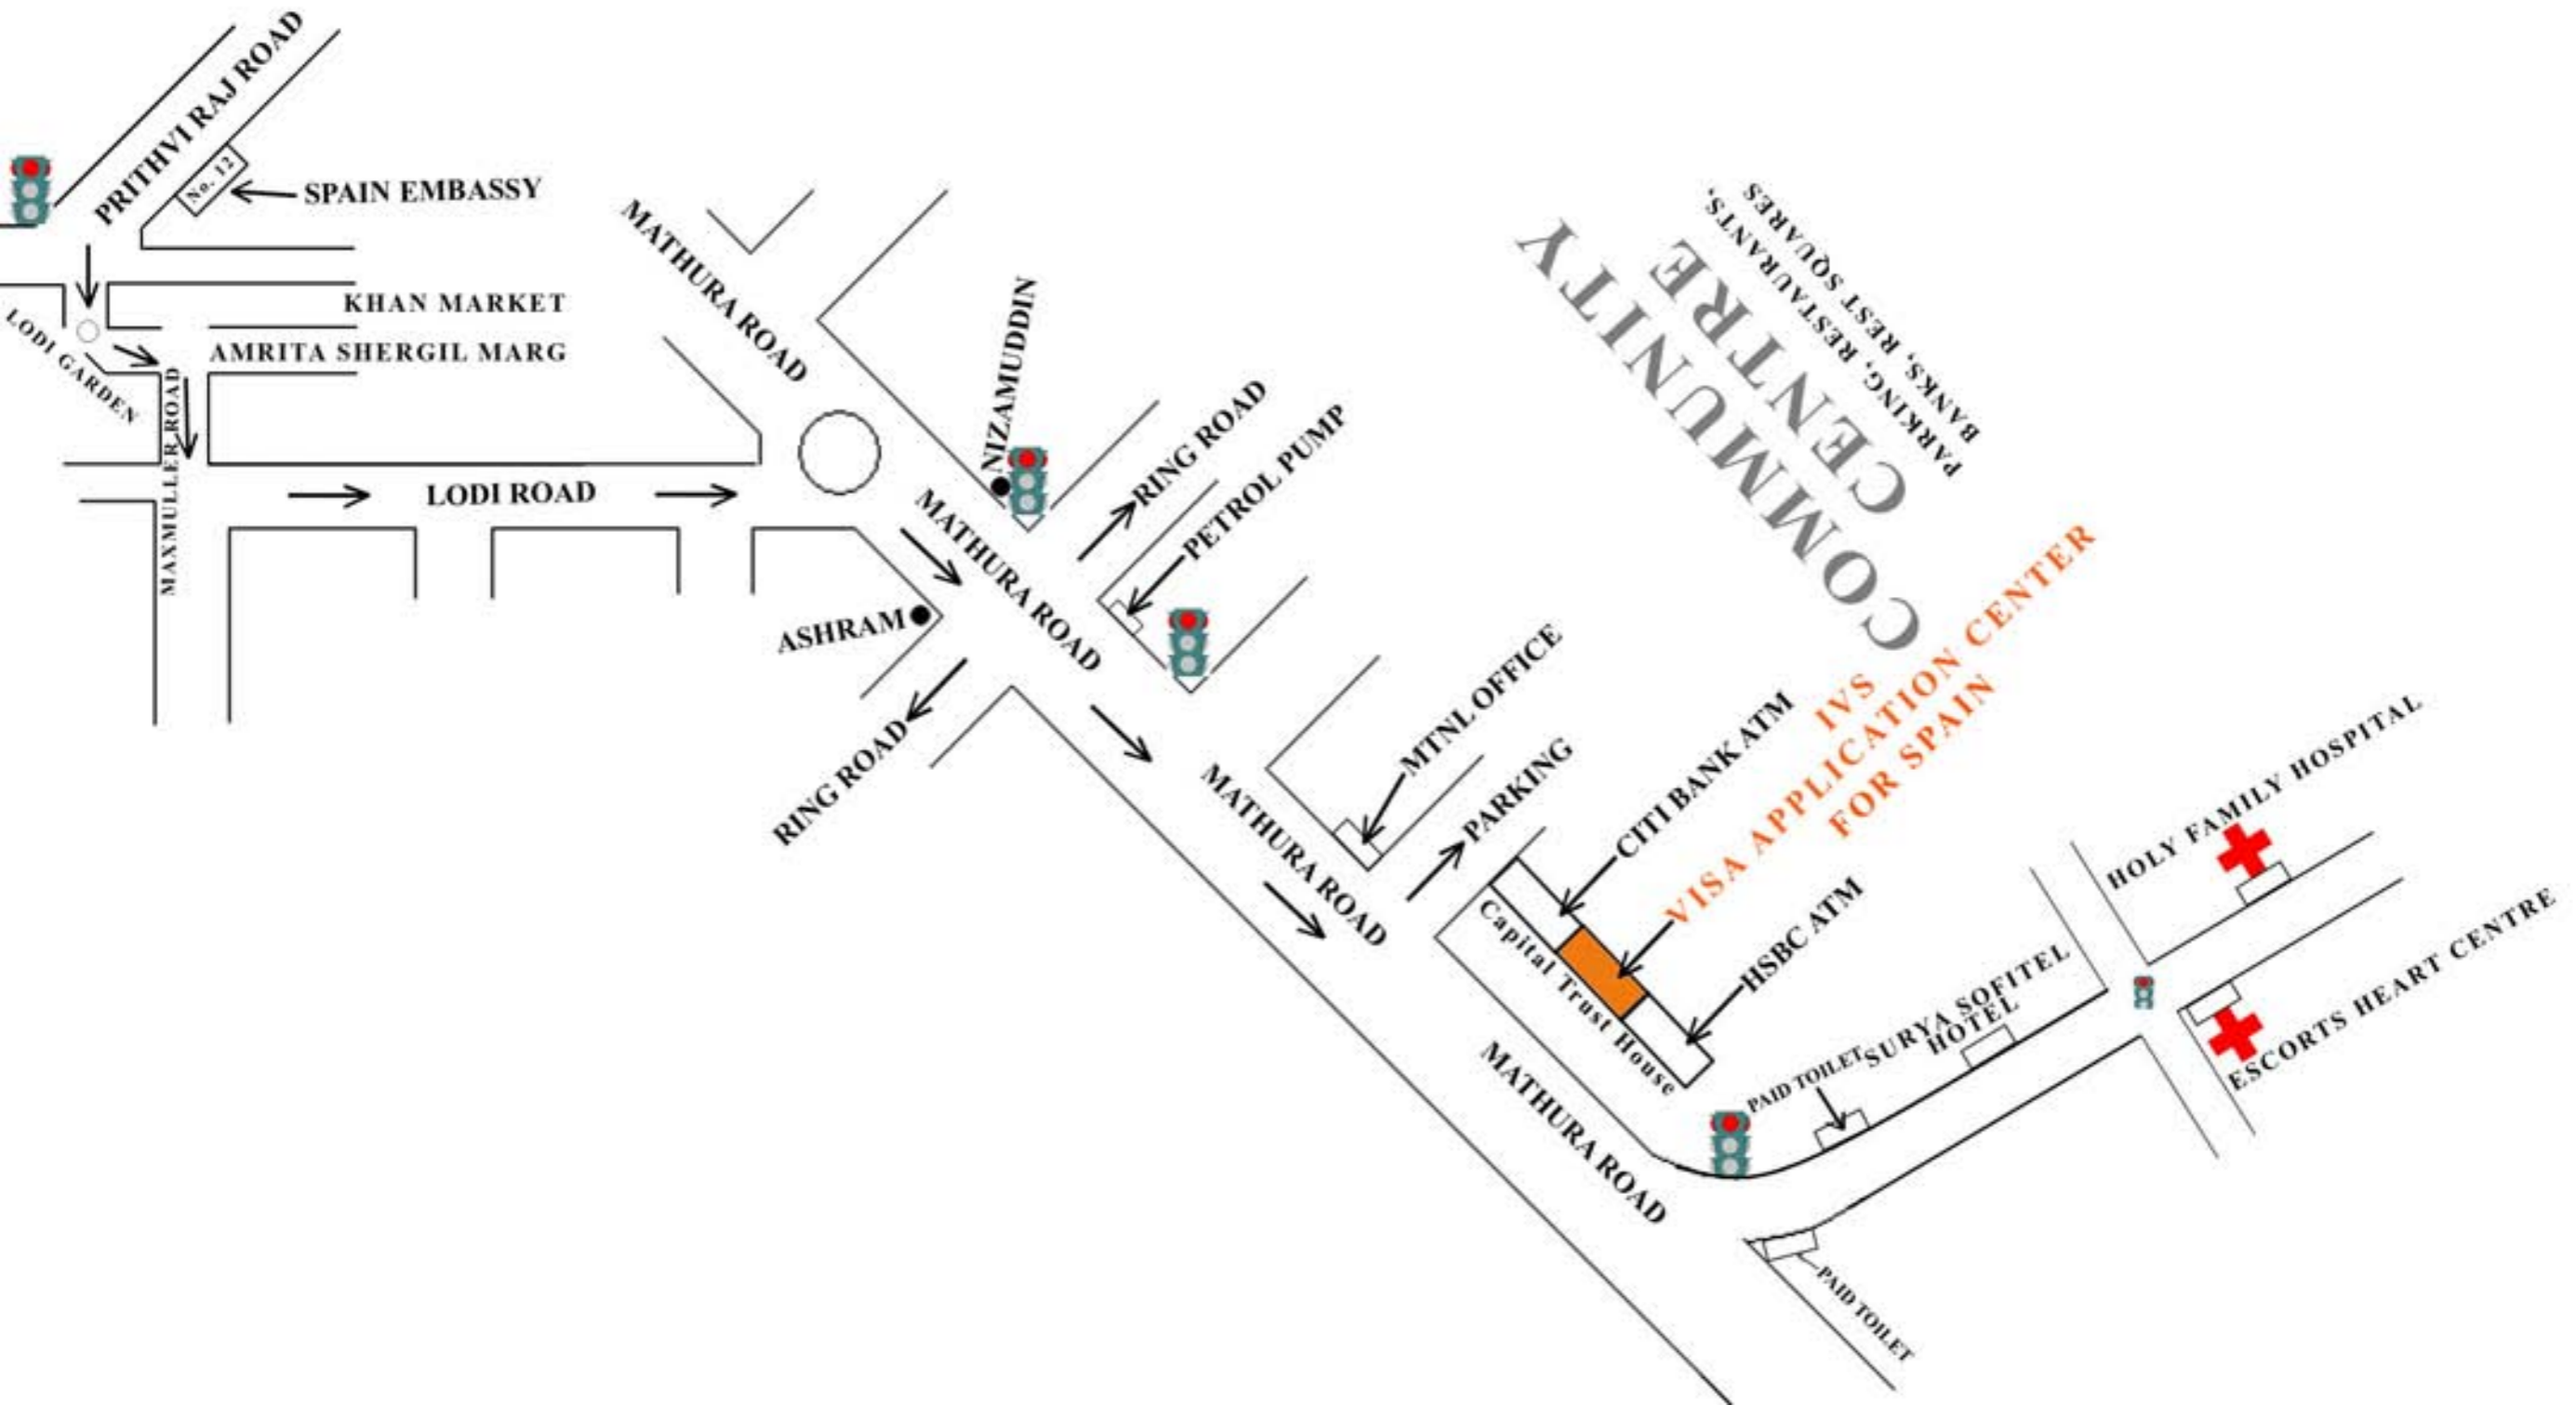 PRITHVI RAJ ROAD
No. 12
SPAIN EMBASSY
KHAN MARKET
LODI GARDEN
AMRITA SHERGIL MARG
MAXMULLER ROAD
LODI ROAD
MATHURA ROAD
NIZAMUDDIN
MATHURA ROAD
RING ROAD
PETROL PUMP
ASHRAM
RING ROAD
MATHURA ROAD
MTNL OFFICE
PARKING
COMMUNITY
CENTRE
PARKING, RESTAURANTS,
BANKS, REST SQUARES
CITI BANK ATM
IVS
VISA APPLICATION CENTER
FOR SPAIN
HSBC ATM
Capital Trust House
MATHURA ROAD
PAID TOILET
SURYA SOFITEL
HOTEL
HOLY FAMILY HOSPITAL
ESCORTS HEART CENTRE
PAID TOILET